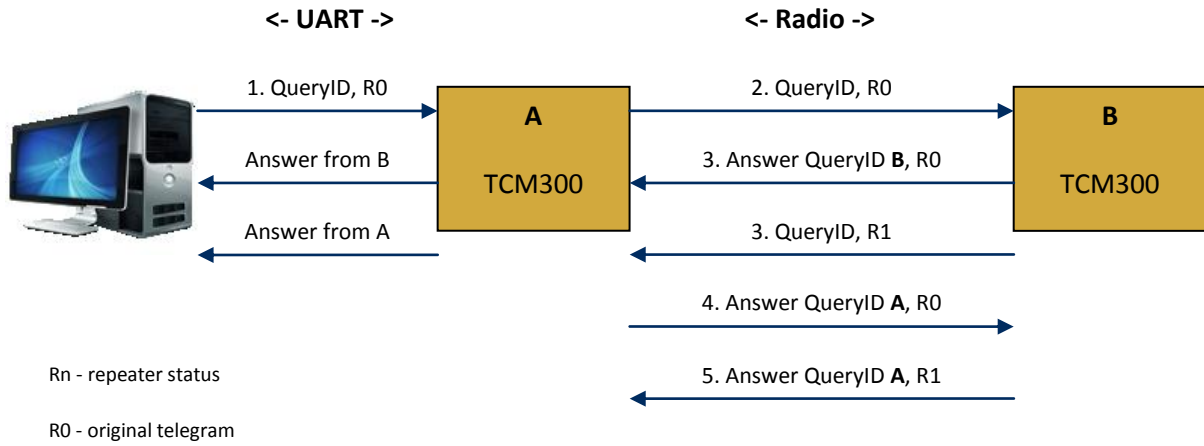 <- UART -> <- Radio ->
1. QueryID, R0 2. QueryID, R0
A B
Answer from B 3. Answer QueryID B, R0
TCM300 TCM300
Answer from A 3. QueryID, R1
4. Answer QueryID A, R0
Rn - repeater status 5. Answer QueryID A, R1
R0 - original telegram